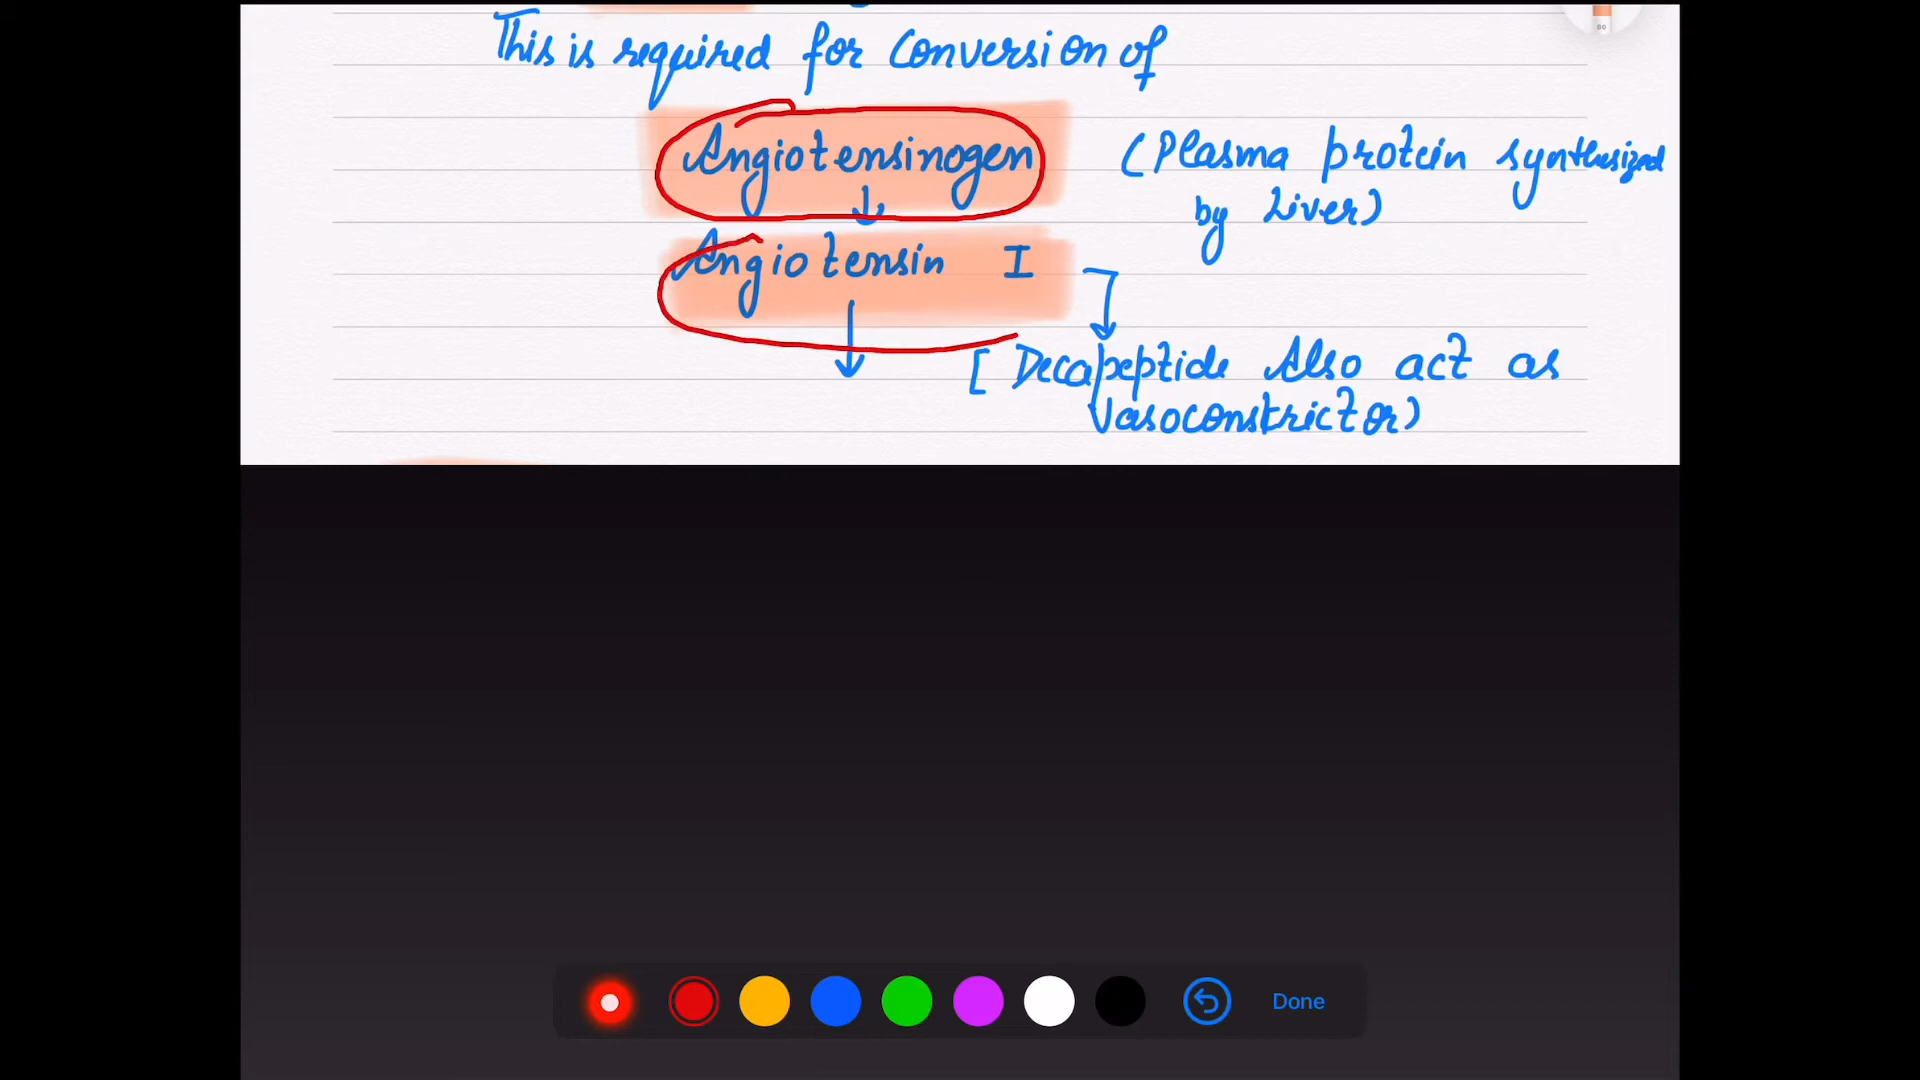 This is required for Conversion of
Angiotensinogen (Plasma protein synthesized
by Liver)
Angiotensin I
[ Decapeptide Also act as
Vasoconstrictor)
Done